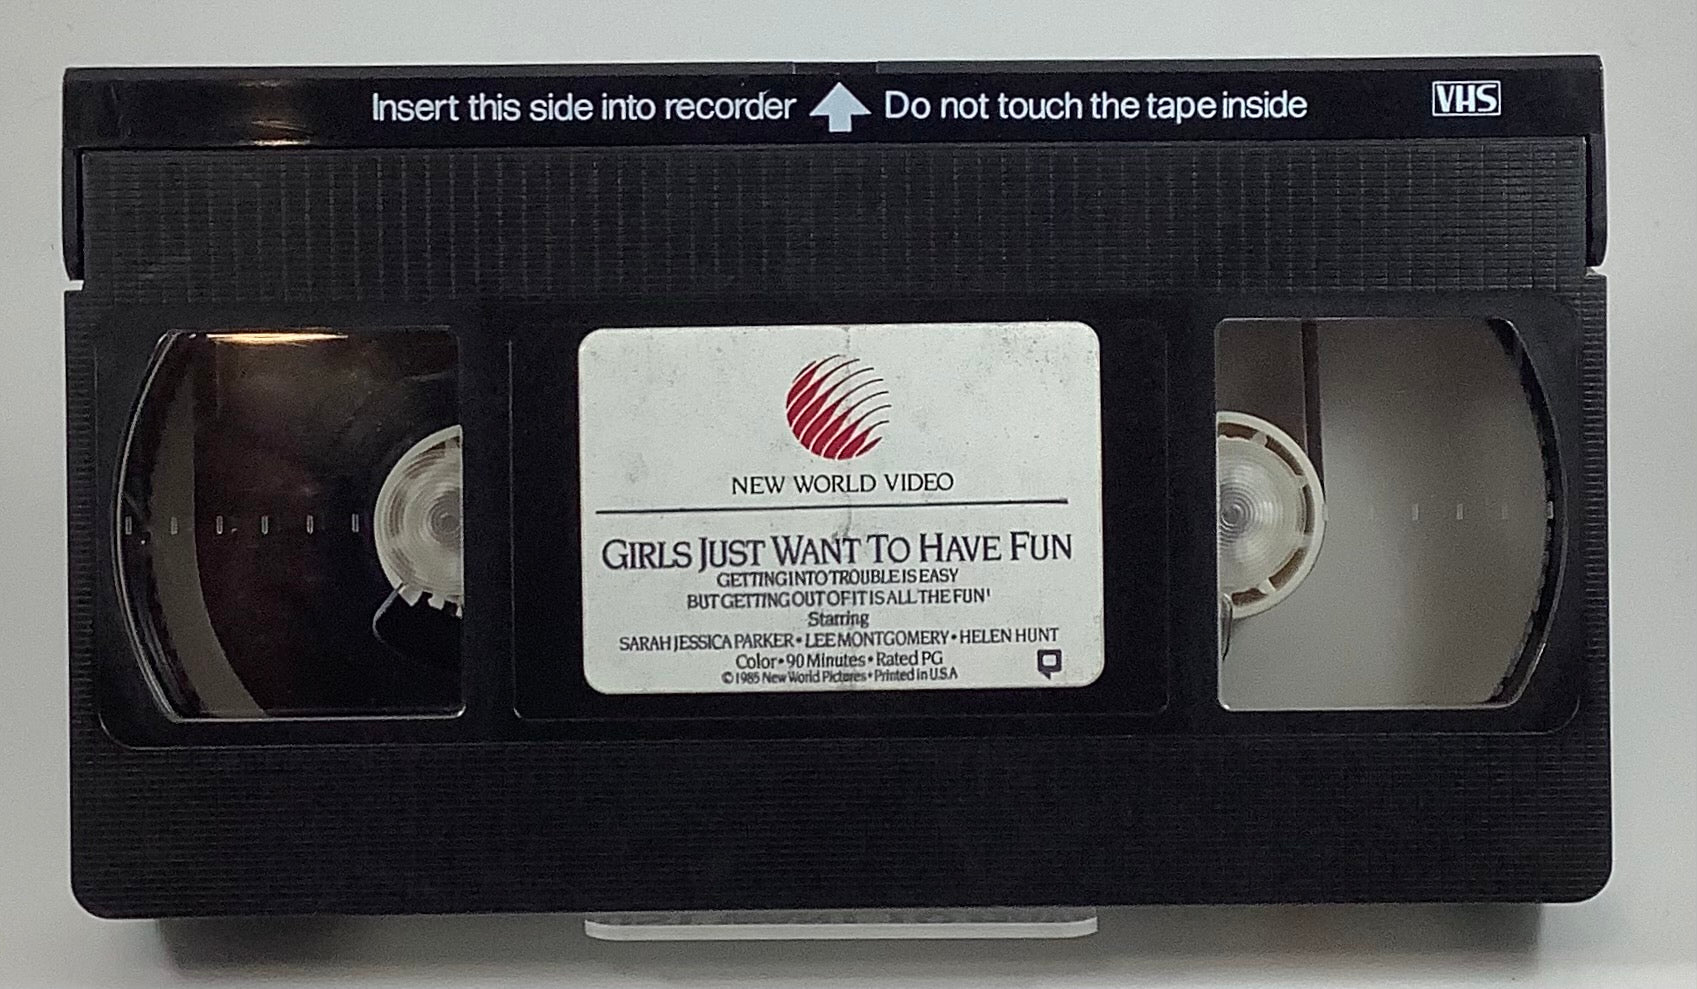 Insert this side into recorder Do not touch the tape inside VHS
NEW WORLD VIDEO
GIRLS JUST WANT TO HAVE FUN
GETTING INTO TROUBLE IS EASY
BUT GETTING OUT OF IT IS ALL THE FUN!
Starring
SARAH JESSICA PARKER • LEE MONTGOMERY • HELEN HUNT
Color • 90 Minutes • Rated PG
© 1985 New World Pictures • Printed in U.S.A